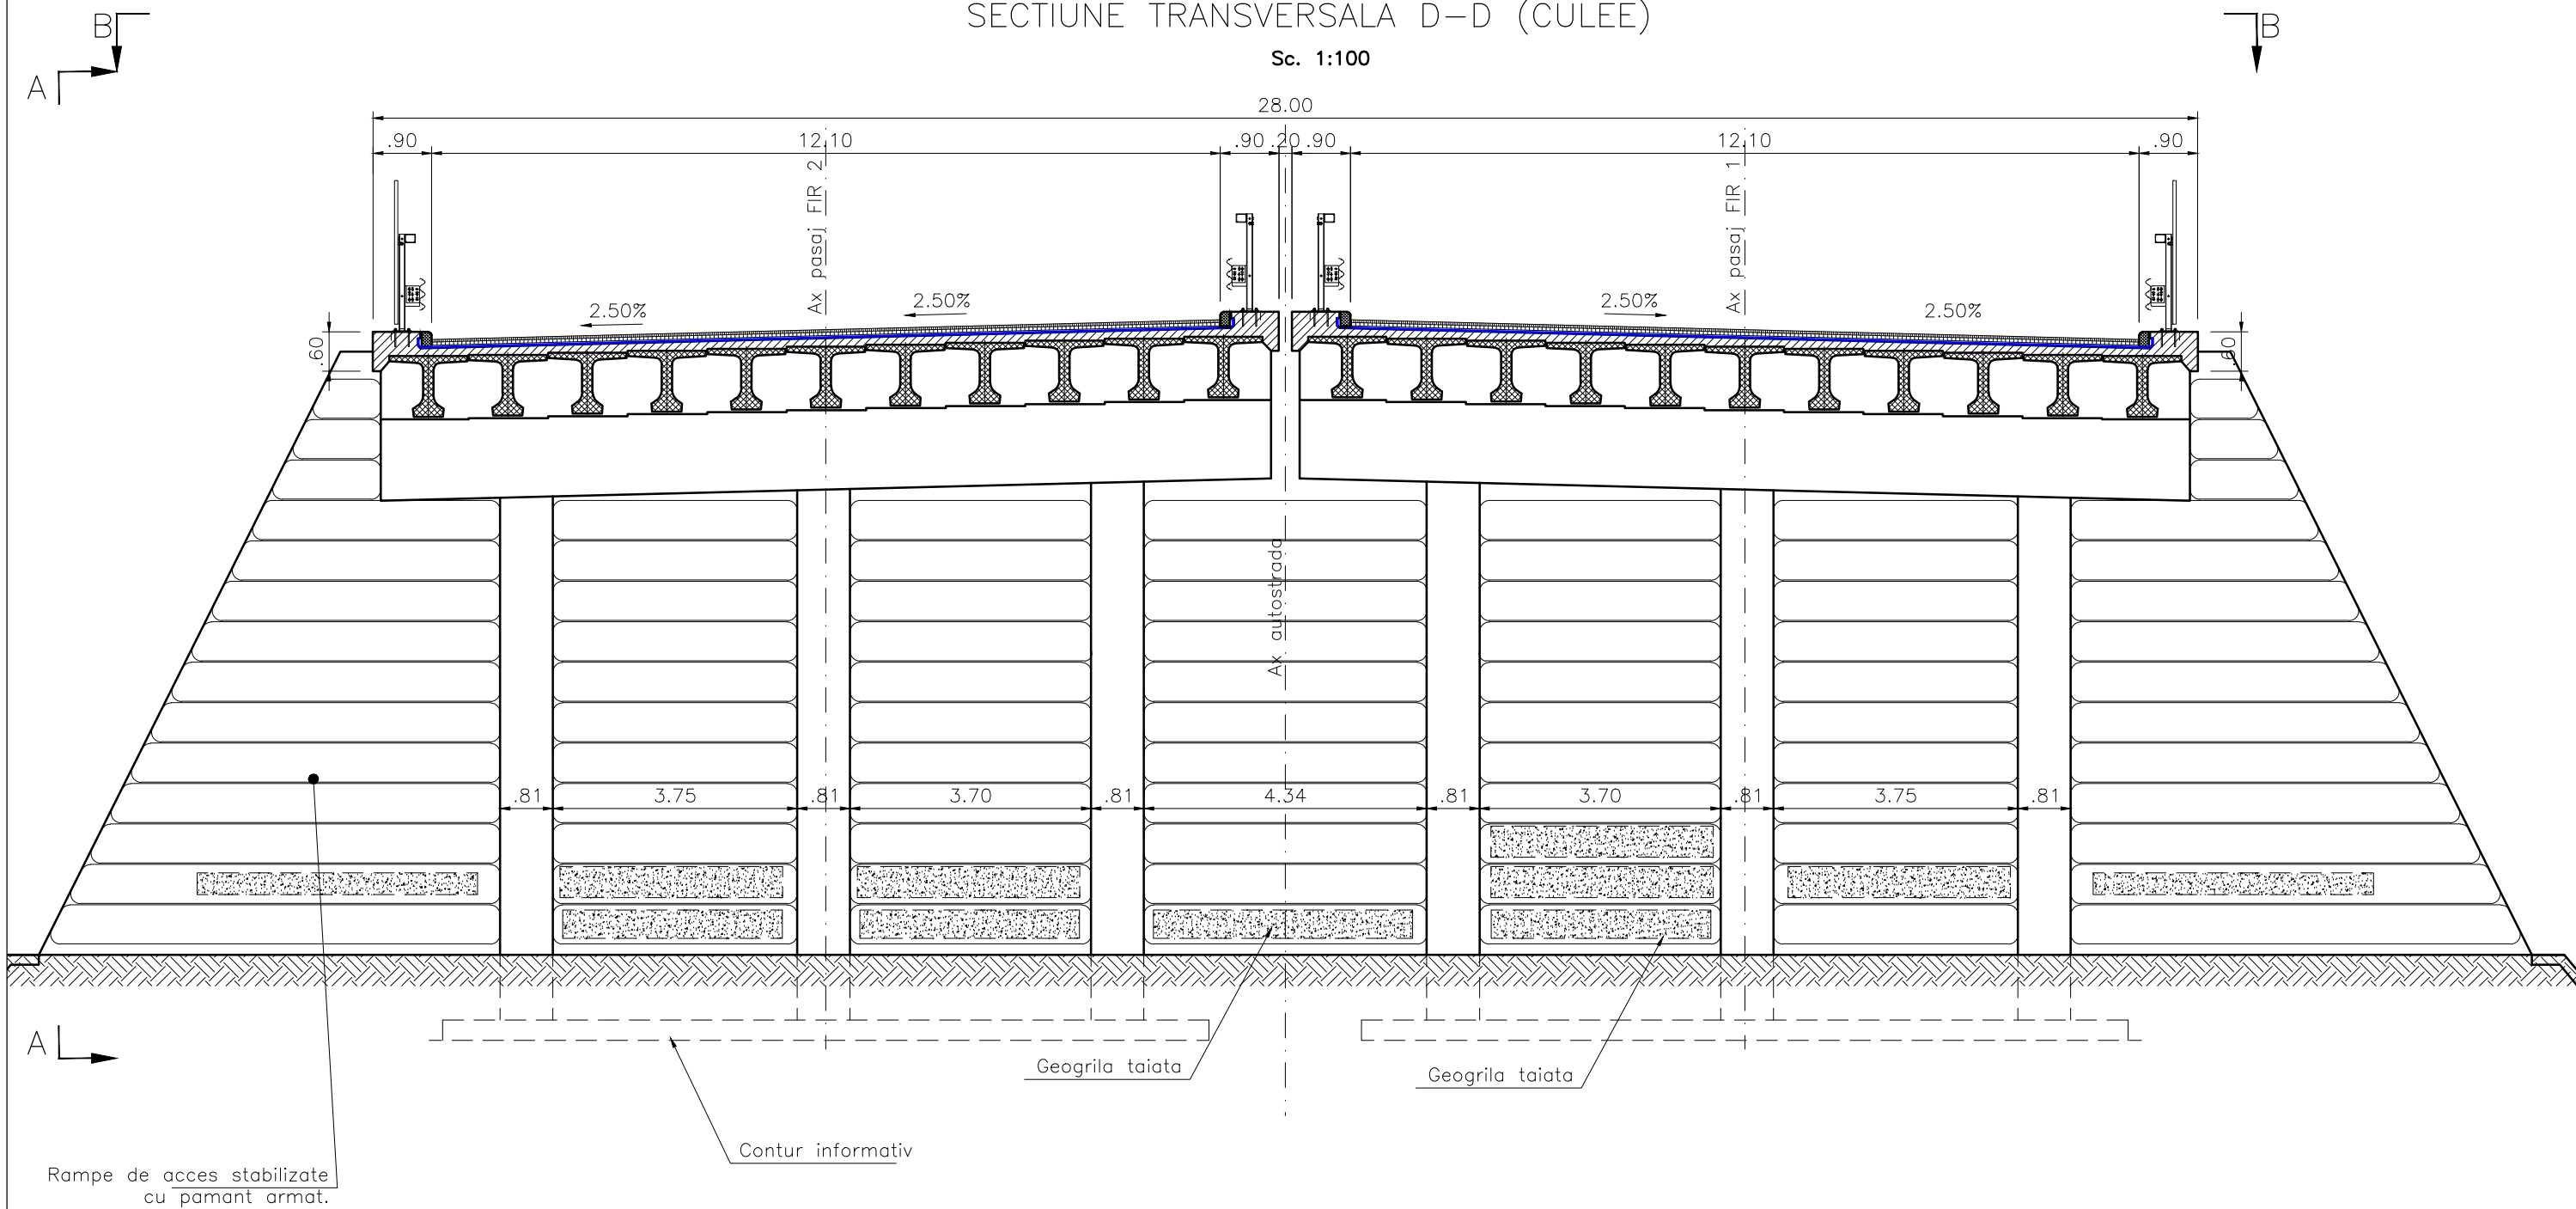 SECTIUNE TRANSVERSALA D-D (CULEE)
Sc. 1:100
B
B
A
28.00
.90
12.10
.90
.20
.90
12.10
.90
Ax pasaj FIR 2
Ax pasaj FIR 1
2.50%
2.50%
2.50%
2.50%
.60
.60
Ax autostrada
.81
3.75
.81
3.70
.81
4.34
.81
3.70
.81
3.75
.81
A
Geogrila taiata
Geogrila taiata
Contur informativ
Rampe de acces stabilizate
cu pamant armat.